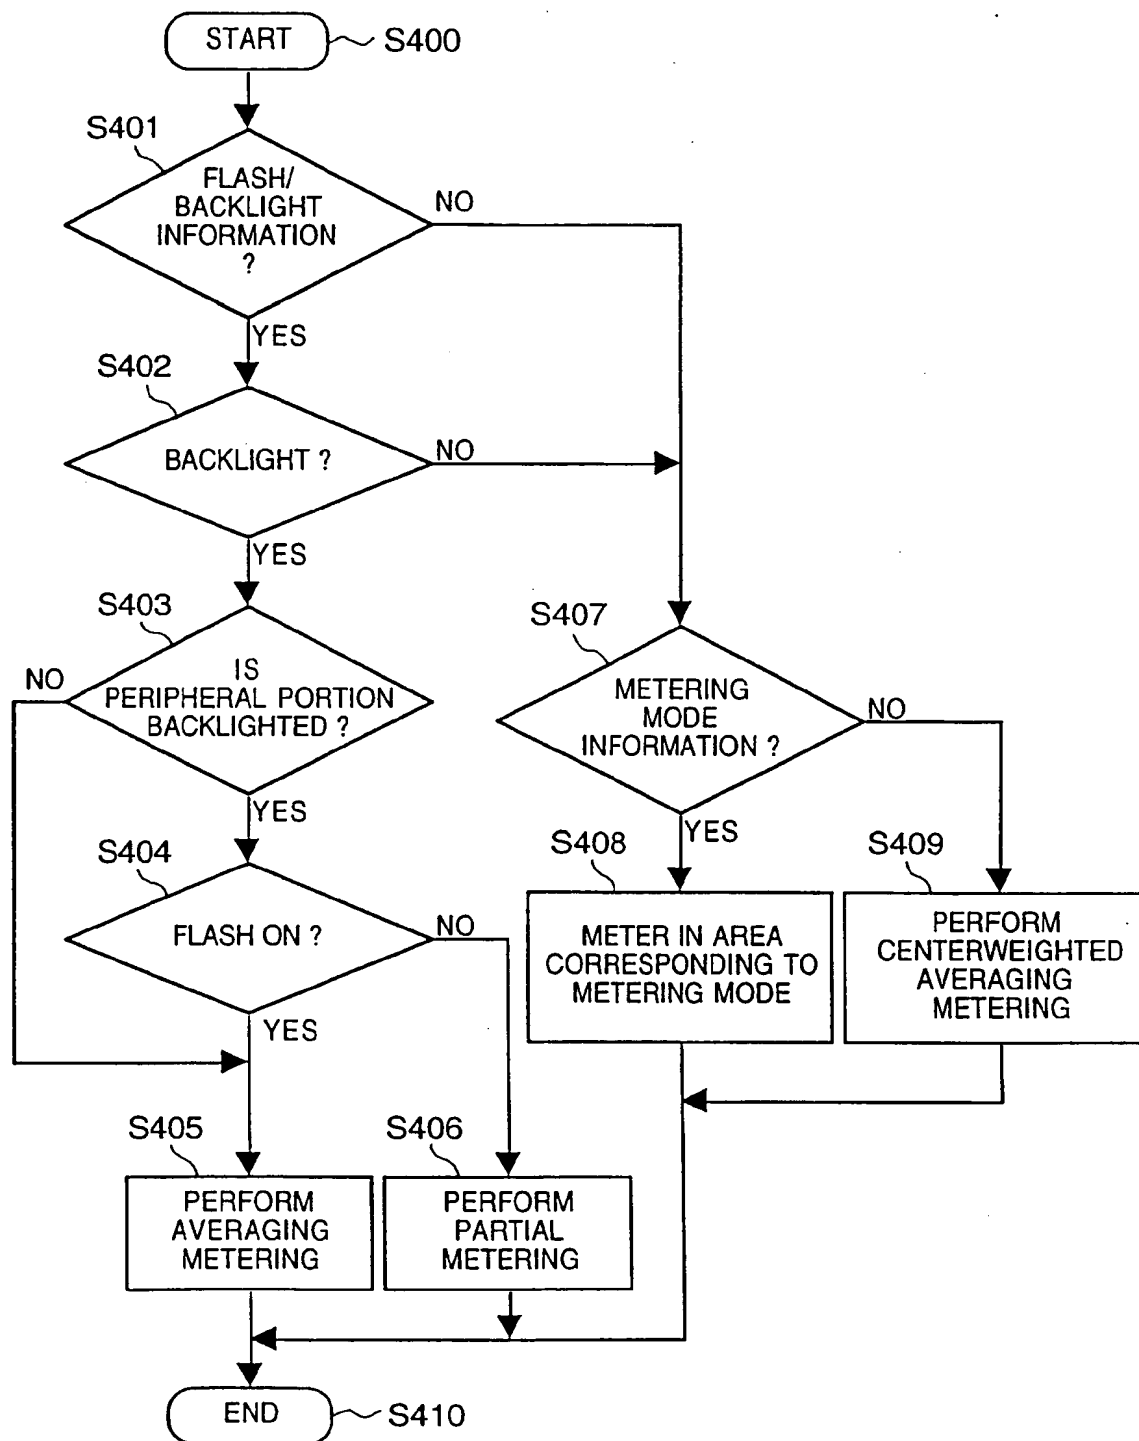 START
S400
S401
FLASH/
BACKLIGHT
INFORMATION
?
NO
YES
S402
BACKLIGHT ?
NO
YES
S403
IS
PERIPHERAL PORTION
BACKLIGHTED ?
NO
YES
S404
FLASH ON ?
NO
YES
S405
PERFORM
AVERAGING
METERING
S406
PERFORM
PARTIAL
METERING
S407
METERING
MODE
INFORMATION ?
NO
YES
S408
METER IN AREA
CORRESPONDING TO
METERING MODE
S409
PERFORM
CENTERWEIGHTED
AVERAGING
METERING
END
S410